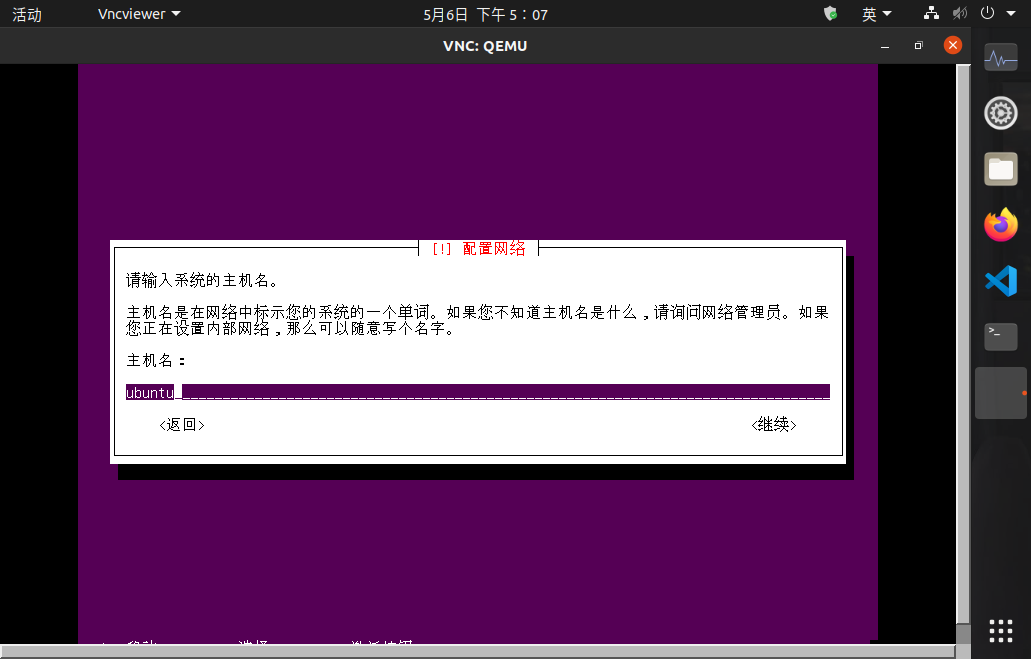 活动 Vncviewer 5月6日 下午 5：07 英
VNC: QEMU
[!] 配置网络
请输入系统的主机名。
主机名是在网络中标示您的系统的一个单词。如果您不知道主机名是什么，请询问网络管理员。如果
您正在设置内部网络，那么可以随意写个名字。
主机名：
ubuntu
<返回> <继续>